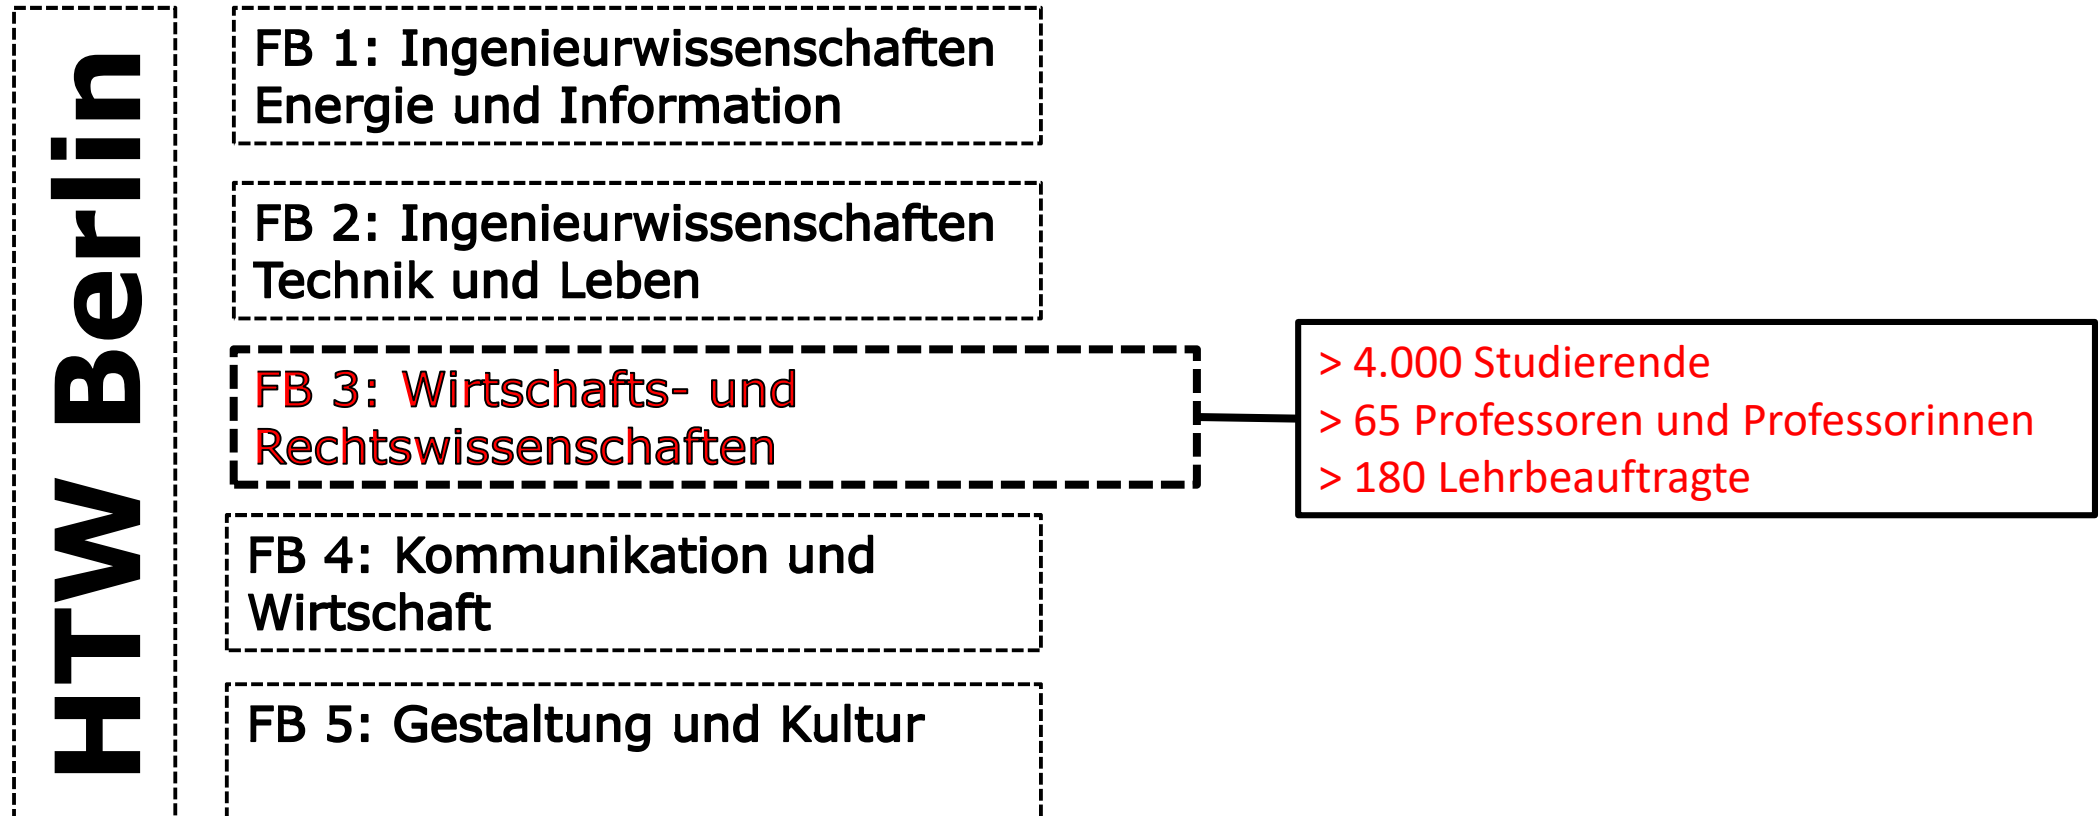 HTW Berlin
FB 1: Ingenieurwissenschaften
Energie und Information
FB 2: Ingenieurwissenschaften
Technik und Leben
FB 3: Wirtschafts- und
Rechtswissenschaften
> 4.000 Studierende
> 65 Professoren und Professorinnen
> 180 Lehrbeauftragte
FB 4: Kommunikation und
Wirtschaft
FB 5: Gestaltung und Kultur